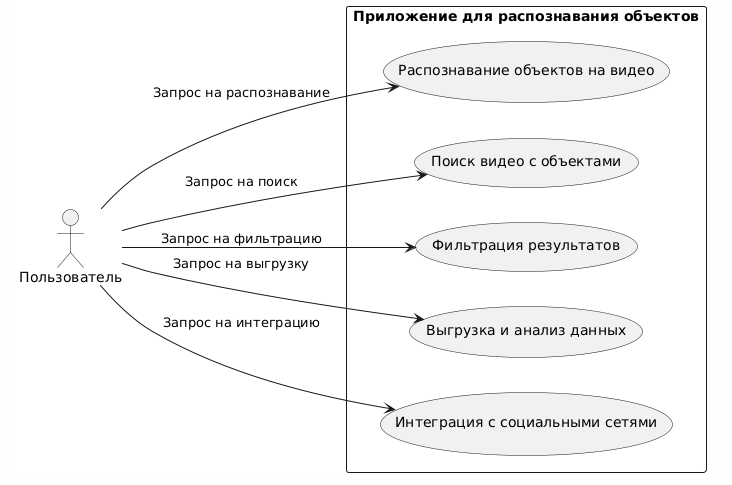 Приложение для распознавания объектов
Распознавание объектов на видео
Запрос на распознавание
Поиск видео с объектами
Запрос на поиск
Запрос на фильтрацию
Фильтрация результатов
Запрос на выгрузку
Пользователь
Запрос на интеграцию
Выгрузка и анализ данных
Интеграция с социальными сетями